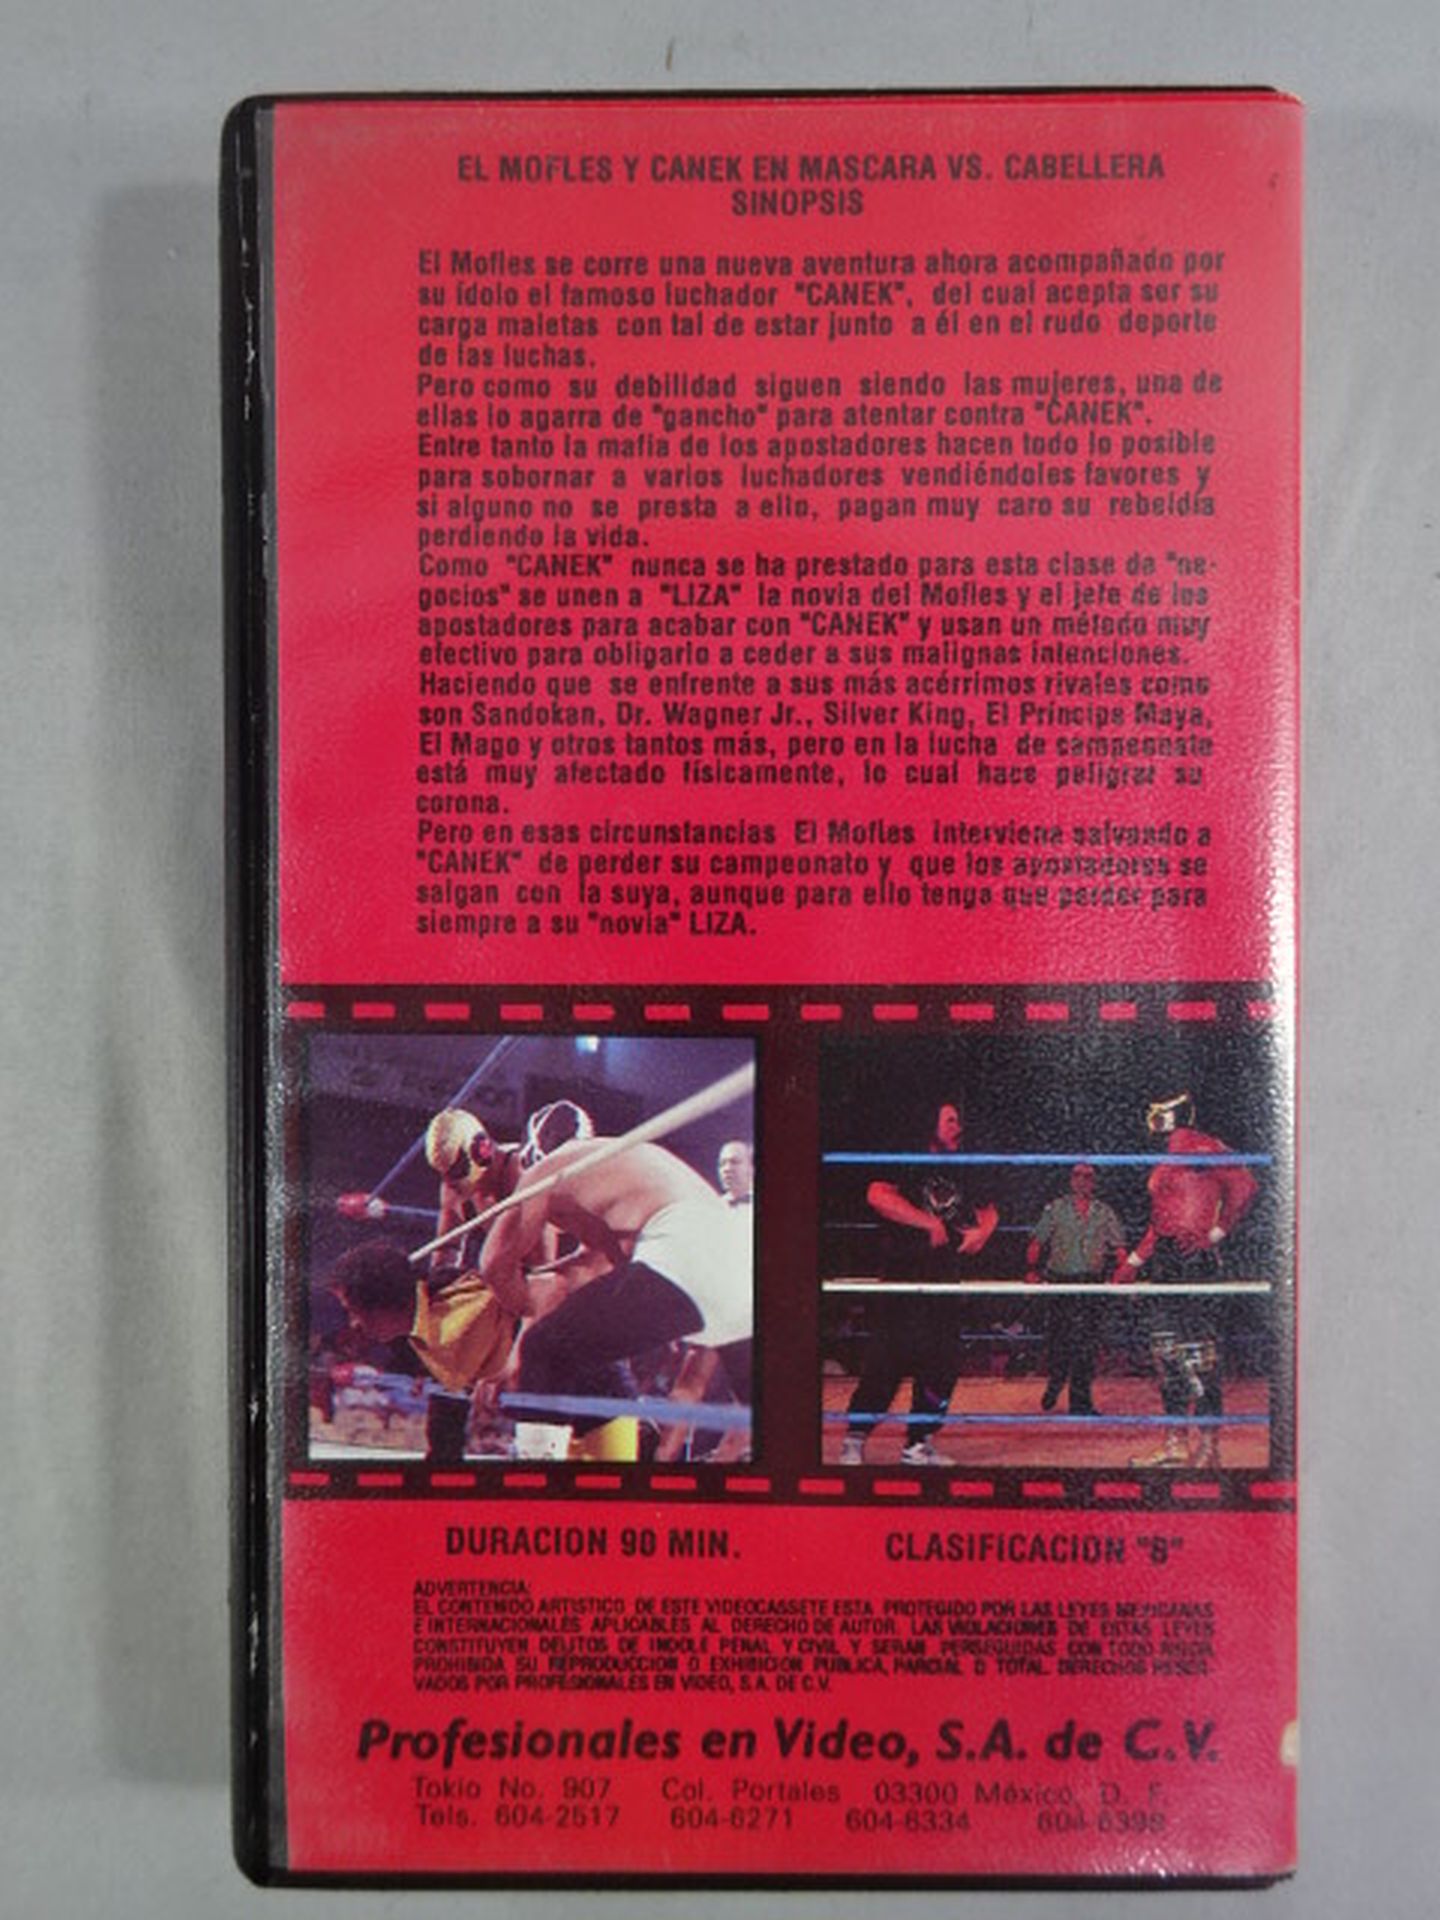 EL MOFLES Y CANEK EN MASCARA VS. CABELLERA
SINOPSIS
El Mofles se corre una nueva aventura ahora acompañado por
su ídolo el famoso luchador "CANEK", del cual acepta ser su
carga maletas con tal de estar junto a él en el rudo deporte
de las luchas.
Pero como su debilidad siguen siendo las mujeres, una de
ellas lo agarra de "gancho" para atentar contra "CANEK".
Entre tanto la mafia de los apostadores hacen todo lo posible
para sobornar a varios luchadores vendiéndoles favores y
si alguno no se presta a ello, pagan muy caro su rebeldía
perdiendo la vida.
Como "CANEK" nunca se ha prestado para esta clase de "ne-
gocios" se unen a "LIZA" la novia del Mofles y el jefe de los
apostadores para acabar con "CANEK" y usan un método muy
efectivo para obligarlo a ceder a sus malignas intenciones.
Haciendo que se enfrente a sus más acérrimos rivales como
son Sandokan, Dr. Wagner Jr., Silver King, El Príncipe Maya,
El Mago y otros tantos más, pero en la lucha de campeonato
está muy afectado físicamente, lo cual hace peligrar su
corona.
Pero en esas circunstancias El Mofles interviene salvando a
"CANEK" de perder su campeonato y que los apostadores se
salgan con la suya, aunque para ello tenga que perder para
siempre a su "novia" LIZA.
DURACION 90 MIN. CLASIFICACION "B"
ADVERTENCIA:
EL CONTENIDO ARTISTICO DE ESTE VIDEOCASSETE ESTA PROTEGIDO POR LAS LEYES MEXICANAS
E INTERNACIONALES APLICABLES AL DERECHO DE AUTOR. LAS VIOLACIONES DE ESTAS LEYES
CONSTITUYEN DELITOS DE INDOLE PENAL Y CIVIL Y SERAN PERSEGUIDAS CON TODO RIGOR
PROHIBIDA SU REPRODUCCION O EXHIBICION PUBLICA, PARCIAL O TOTAL. DERECHOS RESER-
VADOS POR PROFESIONALES EN VIDEO, S.A. DE C.V.
Profesionales en Video, S.A. de C.V.
Tokio No. 907 Col. Portales 03300 México, D. F.
Tels. 604-2517 604-6271 604-6334 604-6398